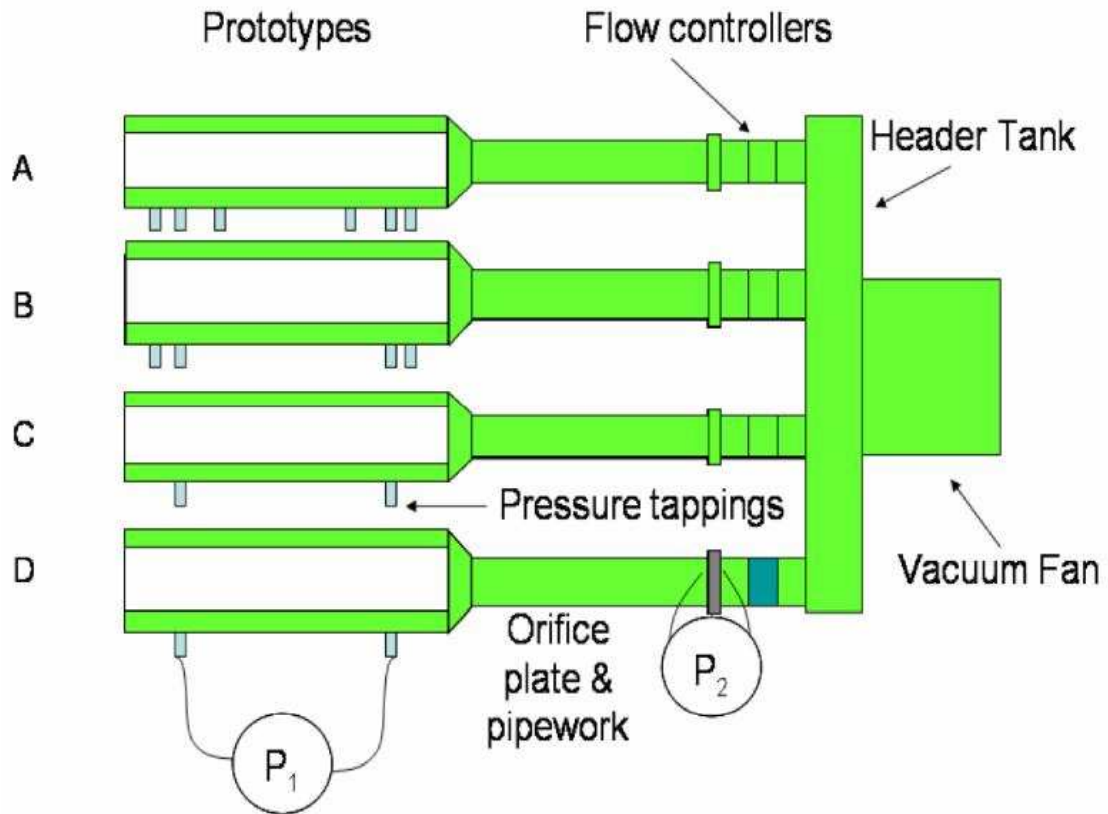 Prototypes
Flow controllers
Header Tank
A
B
C
Pressure tappings
D
Vacuum Fan
Orifice
plate &
pipework
P₂
P₁